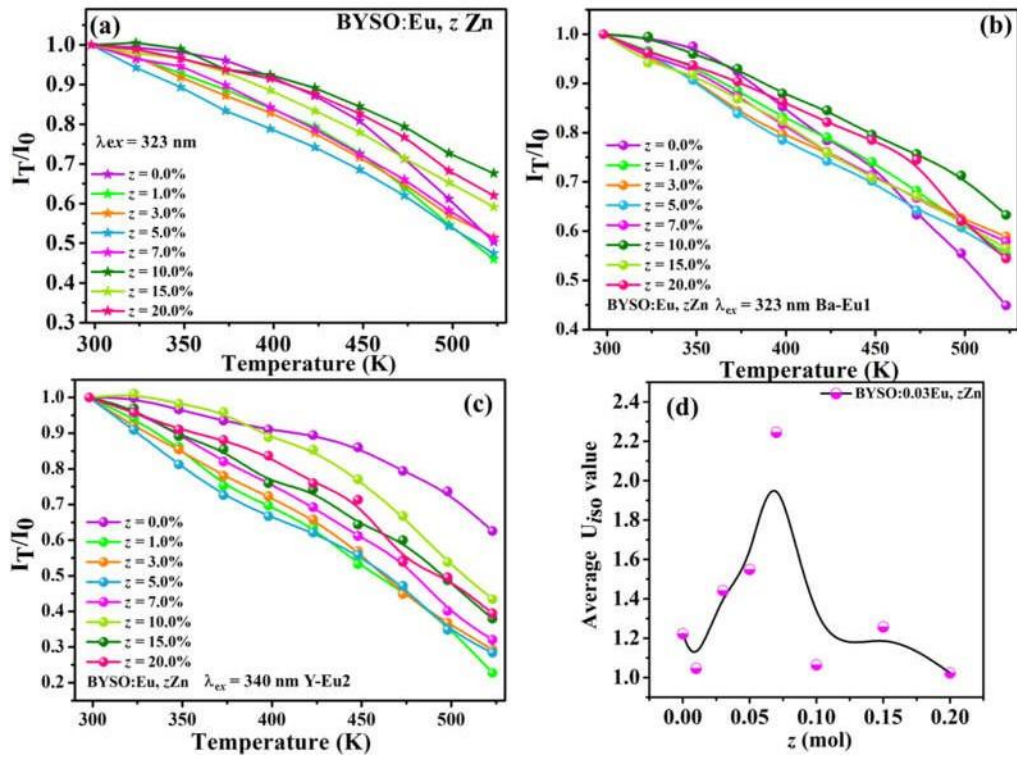 (a) BYSO:Eu, z Zn
1.0
0.9
0.8
0.7
0.6
0.5
0.4
0.3
I_T/I_0
λex = 323 nm
z = 0.0%
z = 1.0%
z = 3.0%
z = 5.0%
z = 7.0%
z = 10.0%
z = 15.0%
z = 20.0%
300 350 400 450 500
Temperature (K)
(b)
1.0
0.9
0.8
0.7
0.6
0.5
0.4
I_T/I_0
z = 0.0%
z = 1.0%
z = 3.0%
z = 5.0%
z = 7.0%
z = 10.0%
z = 15.0%
z = 20.0%
BYSO:Eu, zZn λex = 323 nm Ba-Eu1
300 350 400 450 500
Temperature (K)
(c)
1.0
0.9
0.8
0.7
0.6
0.5
0.4
0.3
0.2
I_T/I_0
z = 0.0%
z = 1.0%
z = 3.0%
z = 5.0%
z = 7.0%
z = 10.0%
z = 15.0%
z = 20.0%
BYSO:Eu, zZn λex = 340 nm Y-Eu2
300 350 400 450 500
Temperature (K)
(d)
BYSO:0.03Eu, zZn
2.4
2.2
2.0
1.8
1.6
1.4
1.2
1.0
Average Uiso value
0.00 0.05 0.10 0.15 0.20
z (mol)